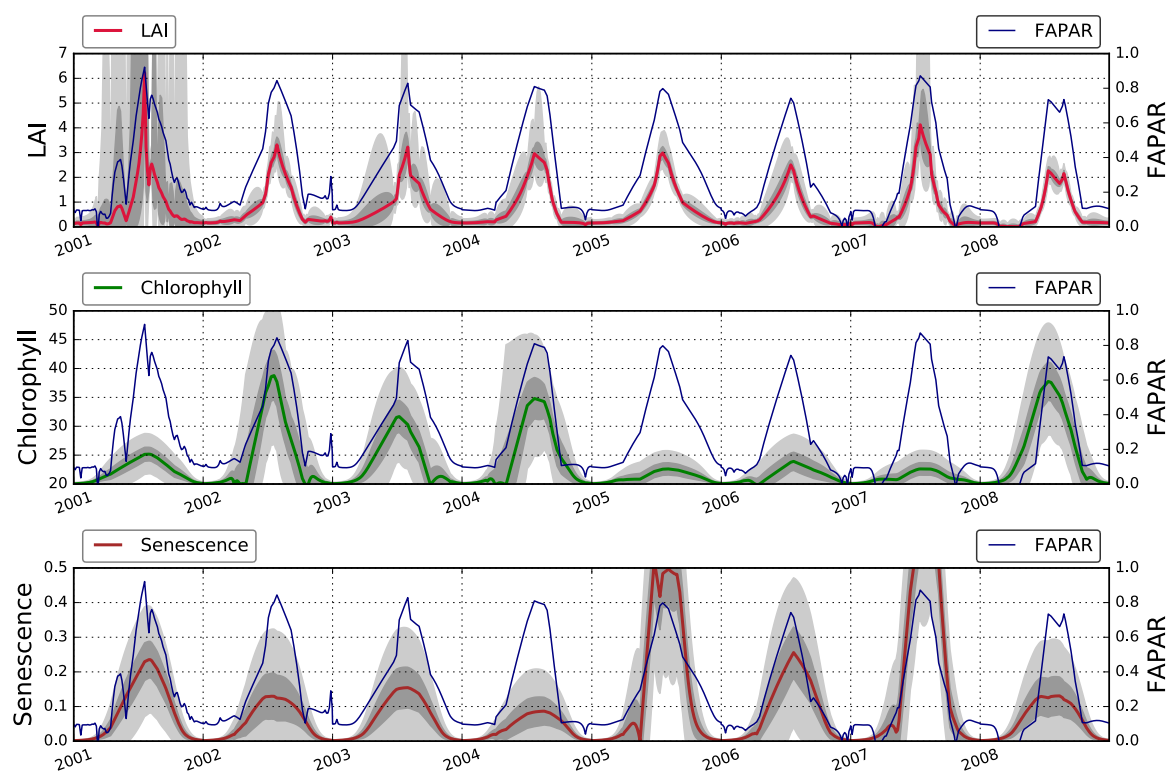 LAI FAPAR
7 1.0
6 0.8
5
4 0.6
3 0.4
2
1 0.2
0 0.0
LAI
FAPAR
2001 2002 2003 2004 2005 2006 2007 2008
Chlorophyll FAPAR
50 1.0
45 0.8
40
35 0.6
30 0.4
25 0.2
20 0.0
Chlorophyll
FAPAR
2001 2002 2003 2004 2005 2006 2007 2008
Senescence FAPAR
0.5 1.0
0.4 0.8
0.3 0.6
0.2 0.4
0.1 0.2
0.0 0.0
Senescence
FAPAR
2001 2002 2003 2004 2005 2006 2007 2008